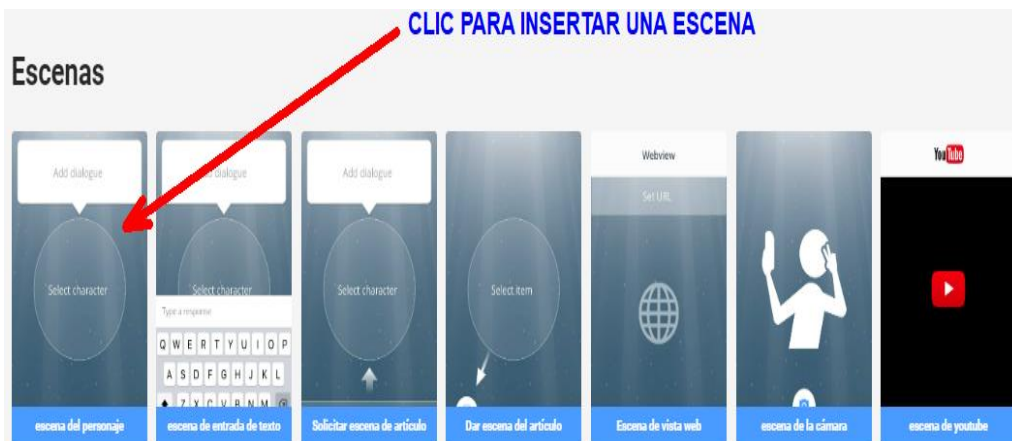 CLIC PARA INSERTAR UNA ESCENA
Escenas
Add dialogue
Select character
escena del personaje
dialogue
Select character
Type a response
Q W E R T Y U I O P
A S D F G H J K L
Z X C V B N M
escena de entrada de texto
Add dialogue
Select character
Solicitar escena de artículo
Select item
Dar escena del artículo
Webview
Set URL
Escena de vista web
escena de la cámara
YouTube
escena de youtube